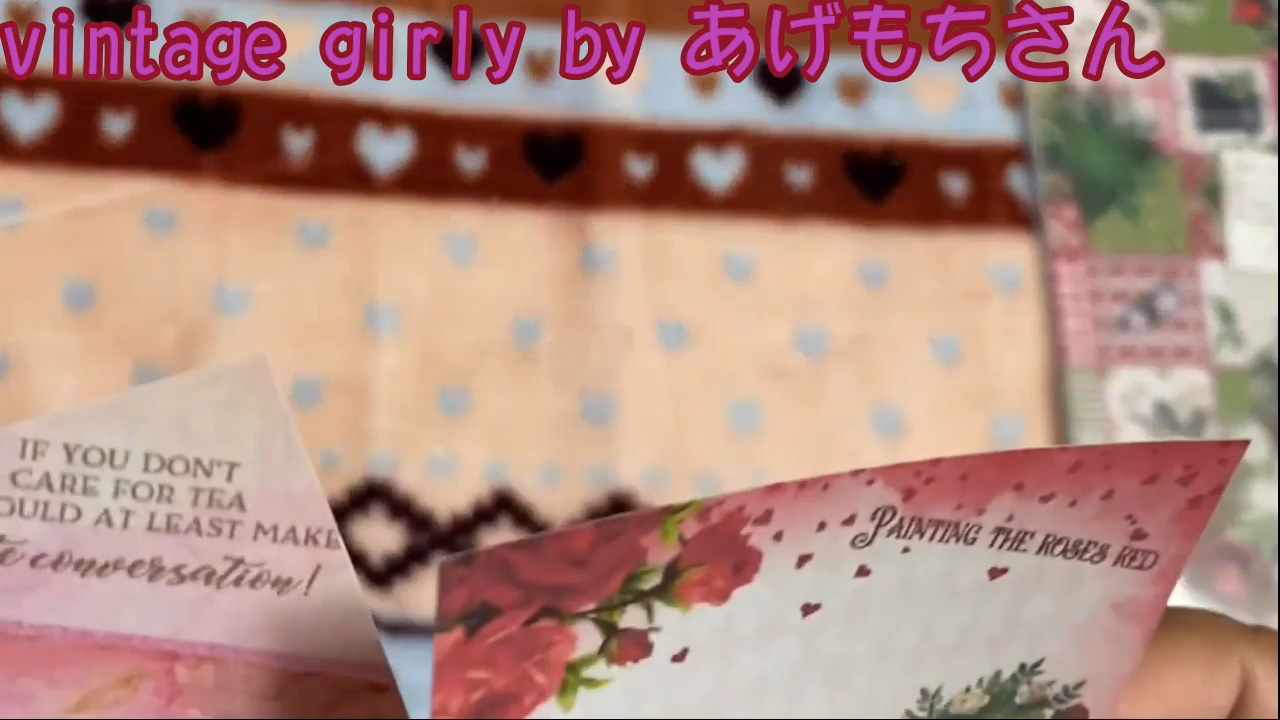 vintage girly by あげもちさん
IF YOU DON'T
CARE FOR TEA
OULD AT LEAST MAKE
te conversation!
PAINTING THE ROSES RED